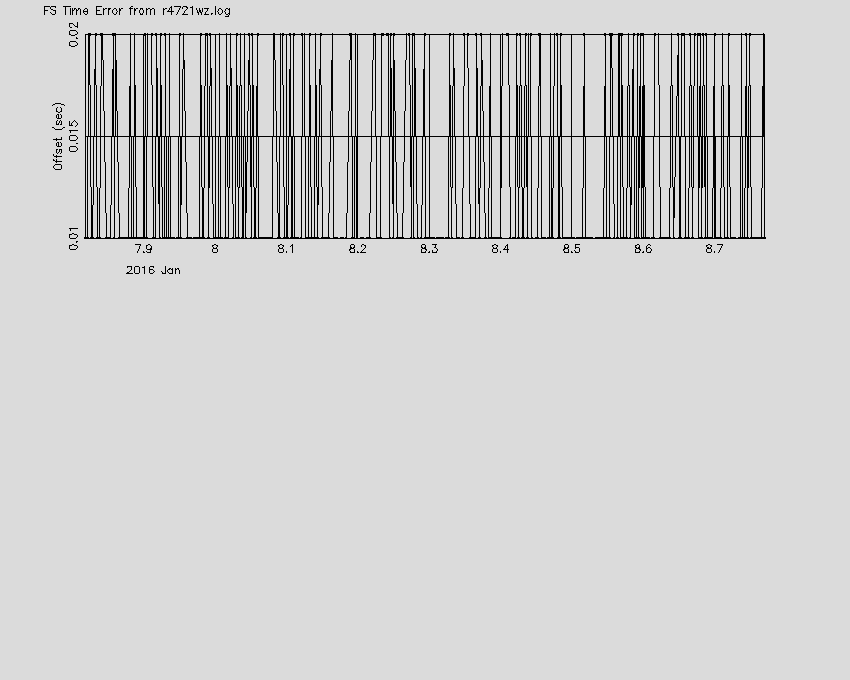 FS Time Error from r4721wz.log
Offset (sec)
0.02
0.015
0.01
7.9 8 8.1 8.2 8.3 8.4 8.5 8.6 8.7
2016 Jan